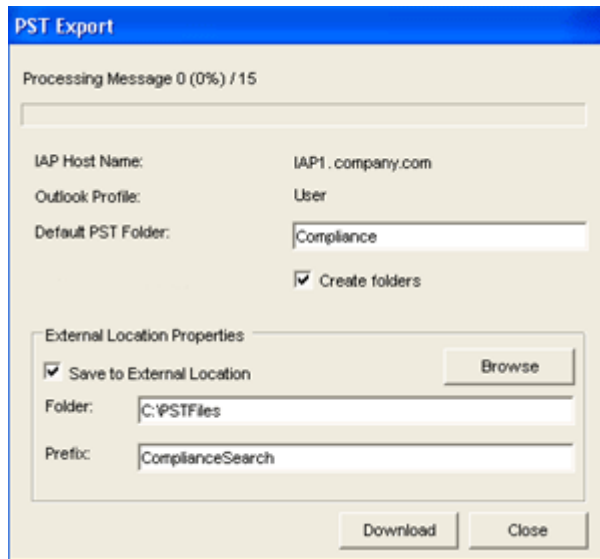 PST Export
Processing Message 0 (0%) / 15
IAP Host Name: IAP1.company.com
Outlook Profile: User
Default PST Folder: Compliance
Create folders
External Location Properties
Save to External Location Browse
Folder: C:\PSTFiles
Prefix: ComplianceSearch
Download Close